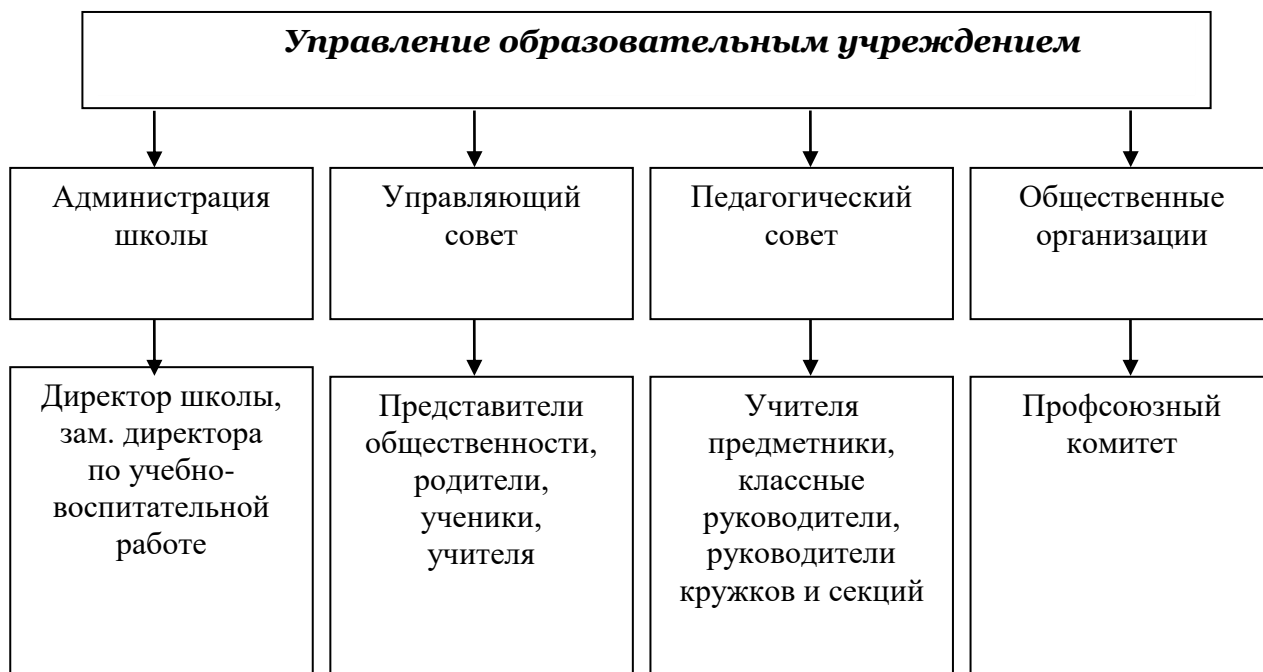 Управление образовательным учреждением
Администрация
школы
Управляющий
совет
Педагогический
совет
Общественные
организации
Директор школы,
зам. директора
по учебно-
воспитательной
работе
Представители
общественности,
родители,
ученики,
учителя
Учителя
предметники,
классные
руководители,
руководители
кружков и секций
Профсоюзный
комитет